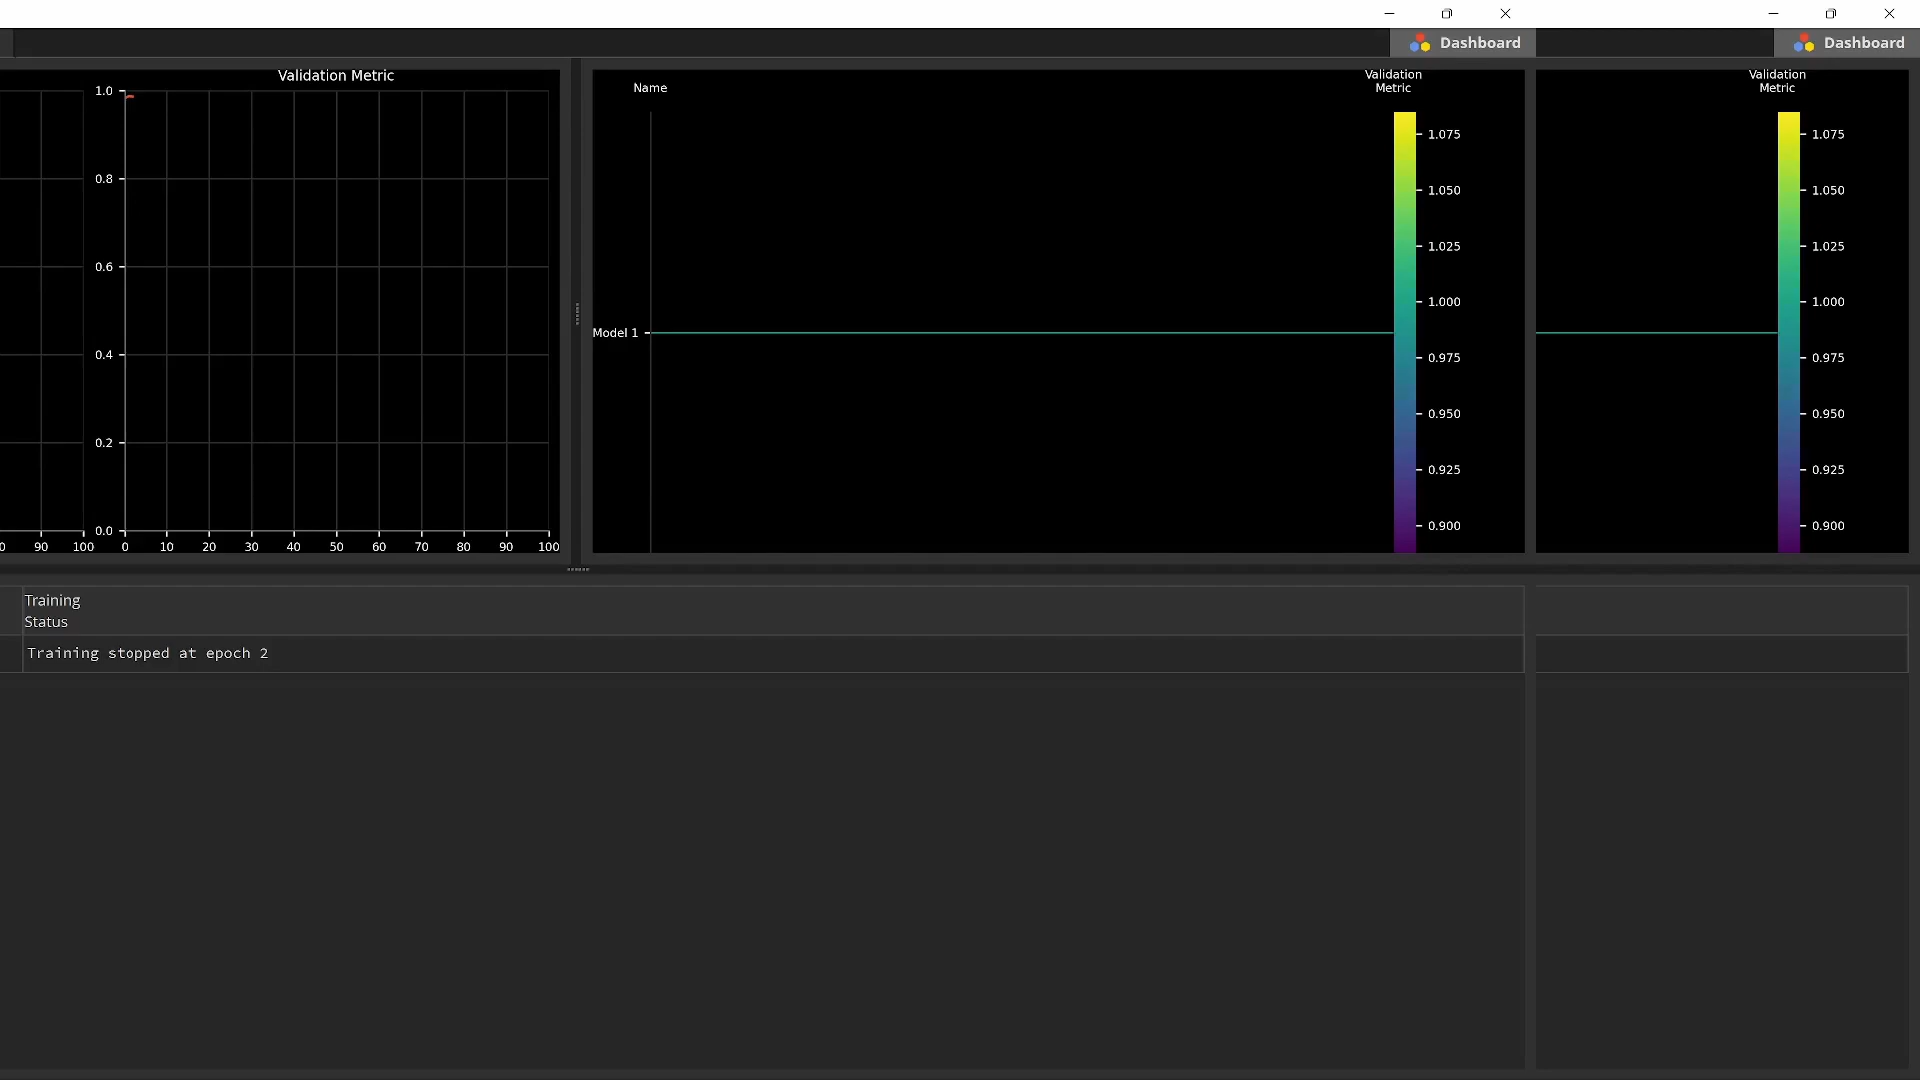 Dashboard
Dashboard
Validation Metric
1.0
0.8
0.6
0.4
0.2
0.0
90 100
0 10 20 30 40 50 60 70 80 90 100
Name
Model 1
Validation
Metric
1.075
1.050
1.025
1.000
0.975
0.950
0.925
0.900
Validation
Metric
1.075
1.050
1.025
1.000
0.975
0.950
0.925
0.900
Training
Status
Training stopped at epoch 2